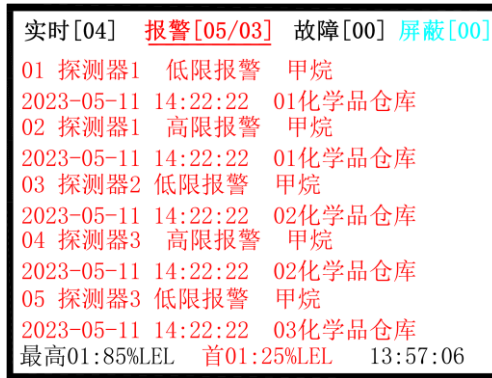 实时[04] 报警[05/03] 故障[00] 屏蔽[00]
01 探测器1 低限报警 甲烷
2023-05-11 14:22:22 01化学品仓库
02 探测器1 高限报警 甲烷
2023-05-11 14:22:22 01化学品仓库
03 探测器2 低限报警 甲烷
2023-05-11 14:22:22 02化学品仓库
04 探测器3 高限报警 甲烷
2023-05-11 14:22:22 02化学品仓库
05 探测器3 低限报警 甲烷
2023-05-11 14:22:22 03化学品仓库
最高01:85%LEL 首01:25%LEL 13:57:06